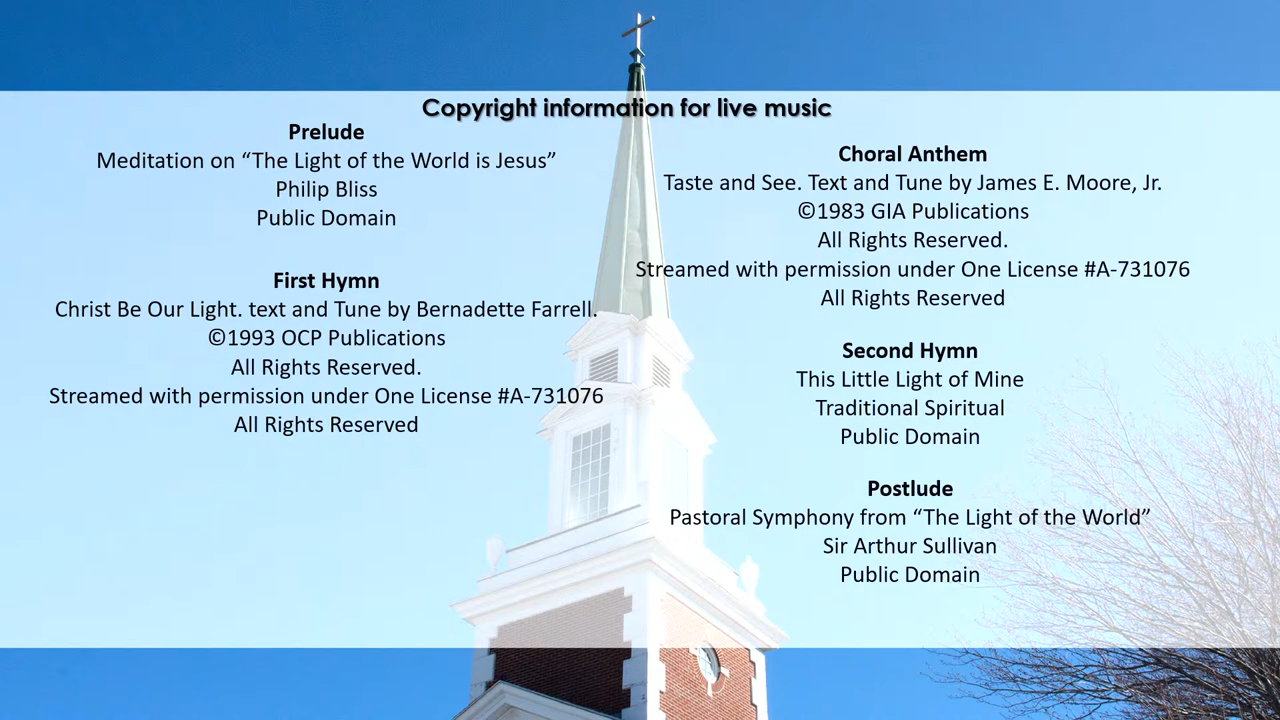 Copyright information for live music
Prelude
Meditation on “The Light of the World is Jesus”
Philip Bliss
Public Domain
First Hymn
Christ Be Our Light. text and Tune by Bernadette Farrell.
©1993 OCP Publications
All Rights Reserved.
Streamed with permission under One License #A-731076
All Rights Reserved
Choral Anthem
Taste and See. Text and Tune by James E. Moore, Jr.
©1983 GIA Publications
All Rights Reserved.
Streamed with permission under One License #A-731076
All Rights Reserved
Second Hymn
This Little Light of Mine
Traditional Spiritual
Public Domain
Postlude
Pastoral Symphony from “The Light of the World”
Sir Arthur Sullivan
Public Domain